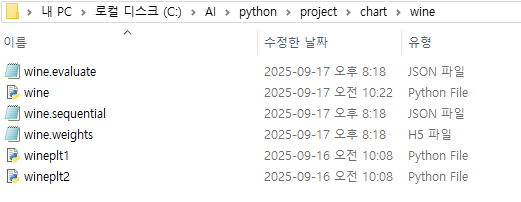 내 PC > 로컬 디스크 (C:) > AI > python > project > chart > wine
이름 수정한 날짜 유형
wine.evaluate 2025-09-17 오후 8:18 JSON 파일
wine 2025-09-17 오전 10:22 Python File
wine.sequential 2025-09-17 오후 8:18 JSON 파일
wine.weights 2025-09-17 오후 8:18 H5 파일
wineplt1 2025-09-16 오전 10:08 Python File
wineplt2 2025-09-16 오전 10:08 Python File